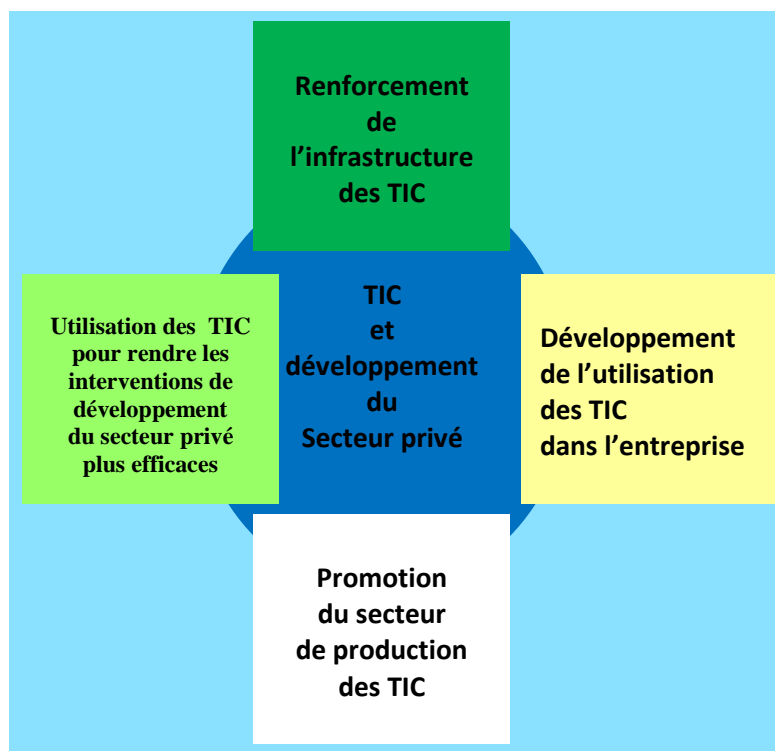 Renforcement
de
l’infrastructure
des TIC
Utilisation des TIC
pour rendre les
interventions de
développement
du secteur privé
plus efficaces
TIC
et
développement
du
Secteur privé
Développement
de l’utilisation
des TIC
dans l’entreprise
Promotion
du secteur
de production
des TIC